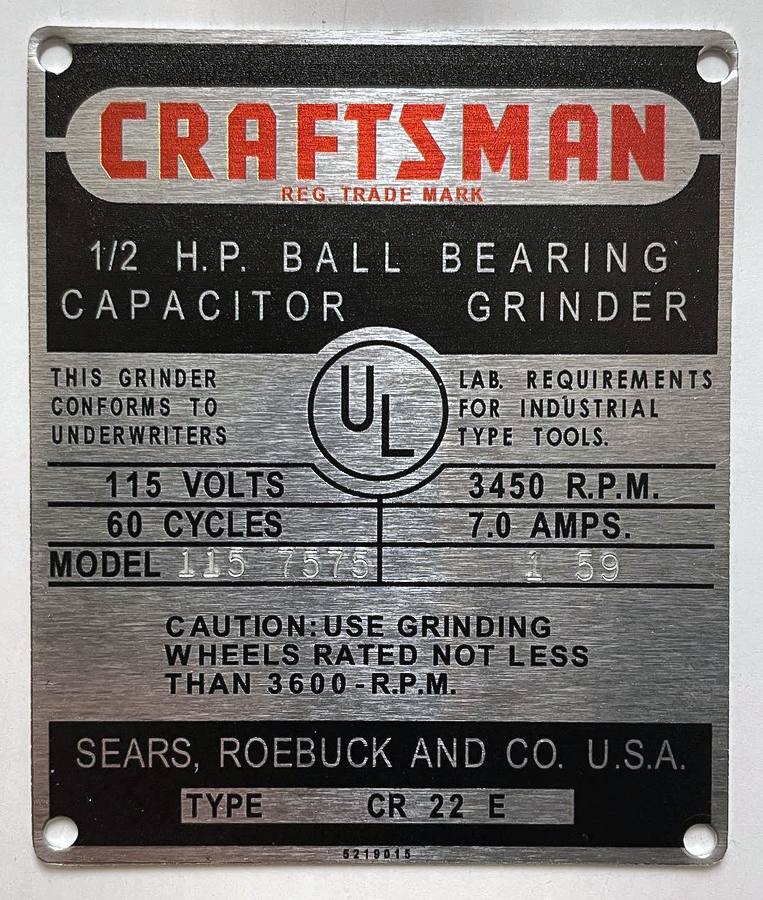 CRAFTSMAN
REG. TRADE MARK
1/2 H.P. BALL BEARING
CAPACITOR GRINDER
THIS GRINDER
CONFORMS TO
UNDERWRITERS
UL
LAB. REQUIREMENTS
FOR INDUSTRIAL
TYPE TOOLS.
115 VOLTS 3450 R.P.M.
60 CYCLES 7.0 AMPS.
MODEL 115 7575 1 59
CAUTION: USE GRINDING
WHEELS RATED NOT LESS
THAN 3600-R.P.M.
SEARS, ROEBUCK AND CO. U.S.A.
TYPE CR 22 E
5219015